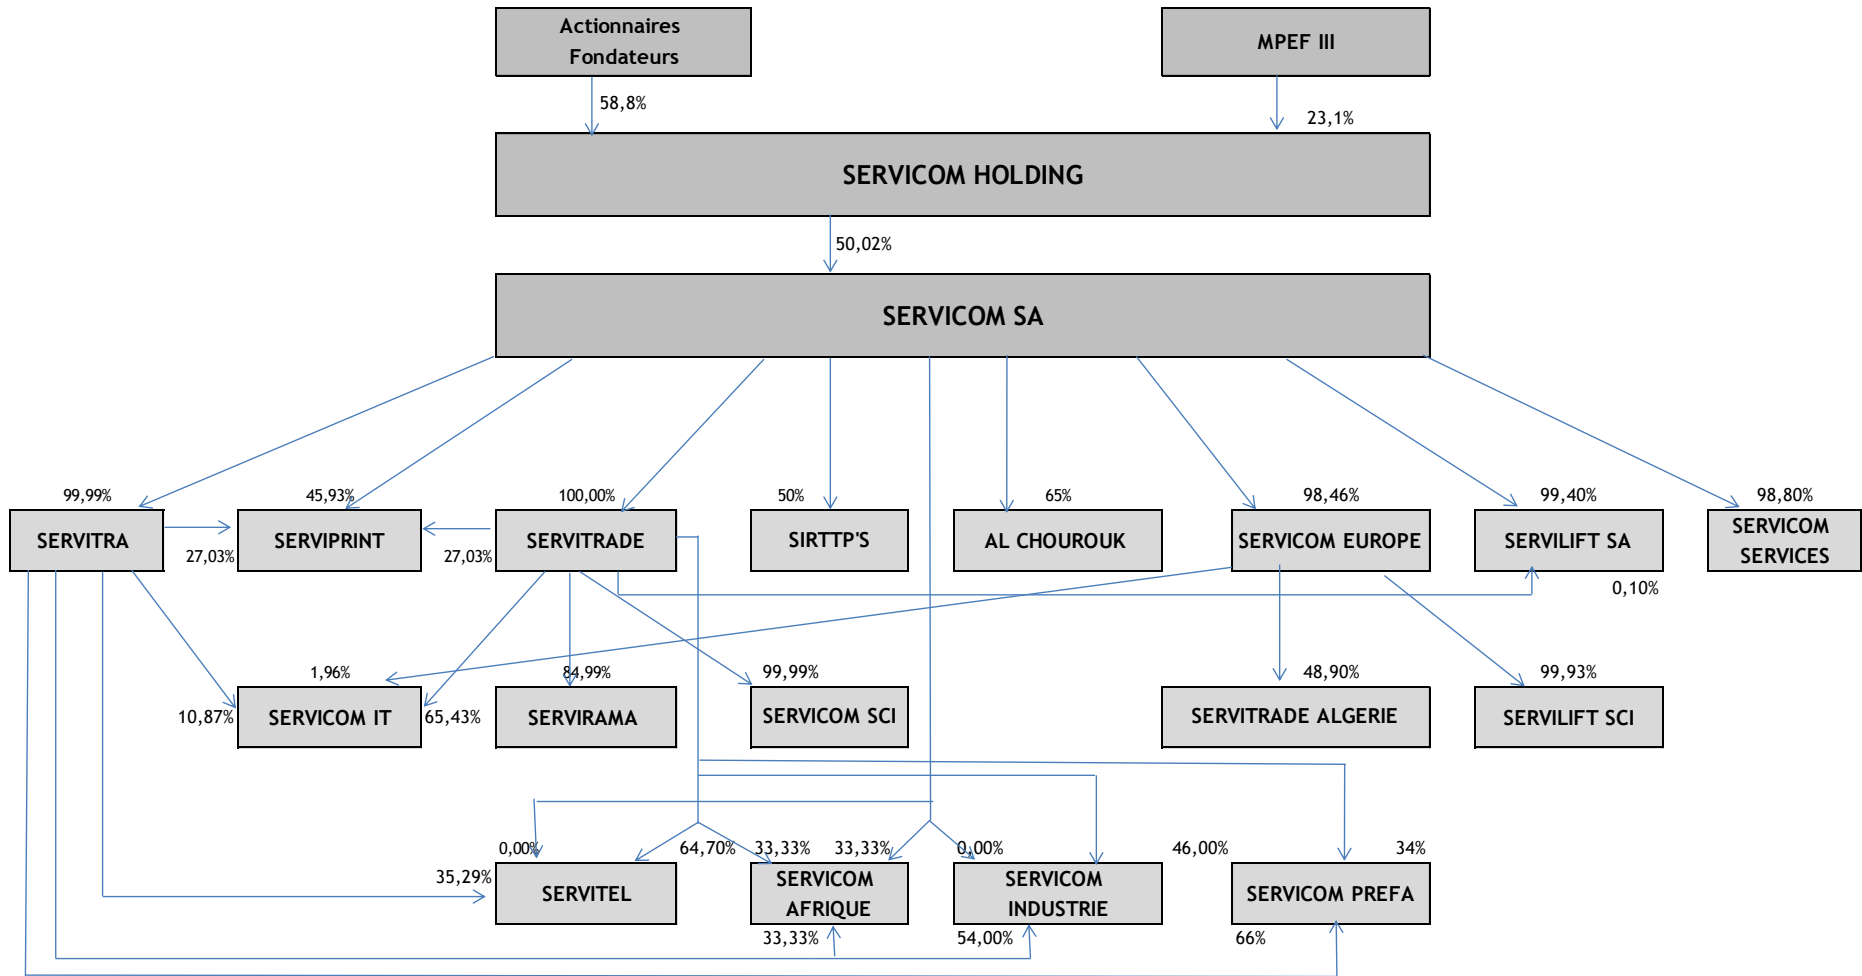 Actionnaires
Fondateurs
MPEF III
58,8%
23,1%
SERVICOM HOLDING
50,02%
SERVICOM SA
99,99%
45,93%
100,00%
50%
65%
98,46%
99,40%
98,80%
SERVITRA
SERVIPRINT
SERVITRADE
SIRTTP'S
AL CHOUROUK
SERVICOM EUROPE
SERVILIFT SA
SERVICOM
SERVICES
27,03%
27,03%
0,10%
1,96%
84,99%
99,99%
48,90%
99,93%
10,87%
SERVICOM IT
65,43%
SERVIRAMA
SERVICOM SCI
SERVITRADE ALGERIE
SERVILIFT SCI
0,00%
64,70%
33,33%
33,33%
0,00%
46,00%
34%
35,29%
SERVITEL
SERVICOM
AFRIQUE
SERVICOM
INDUSTRIE
SERVICOM PREFA
33,33%
54,00%
66%